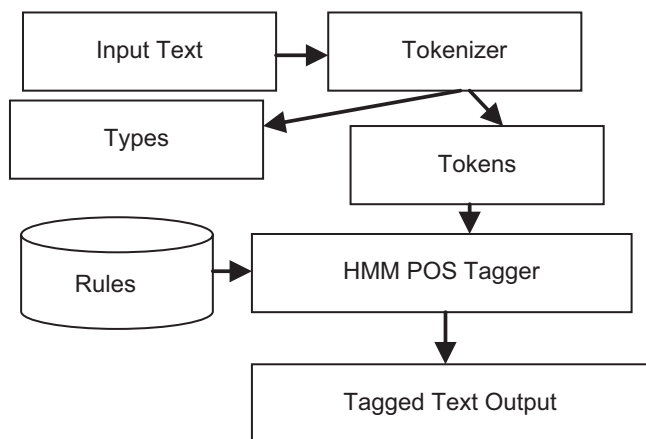 Input Text
Tokenizer
Types
Tokens
Rules
HMM POS Tagger
Tagged Text Output